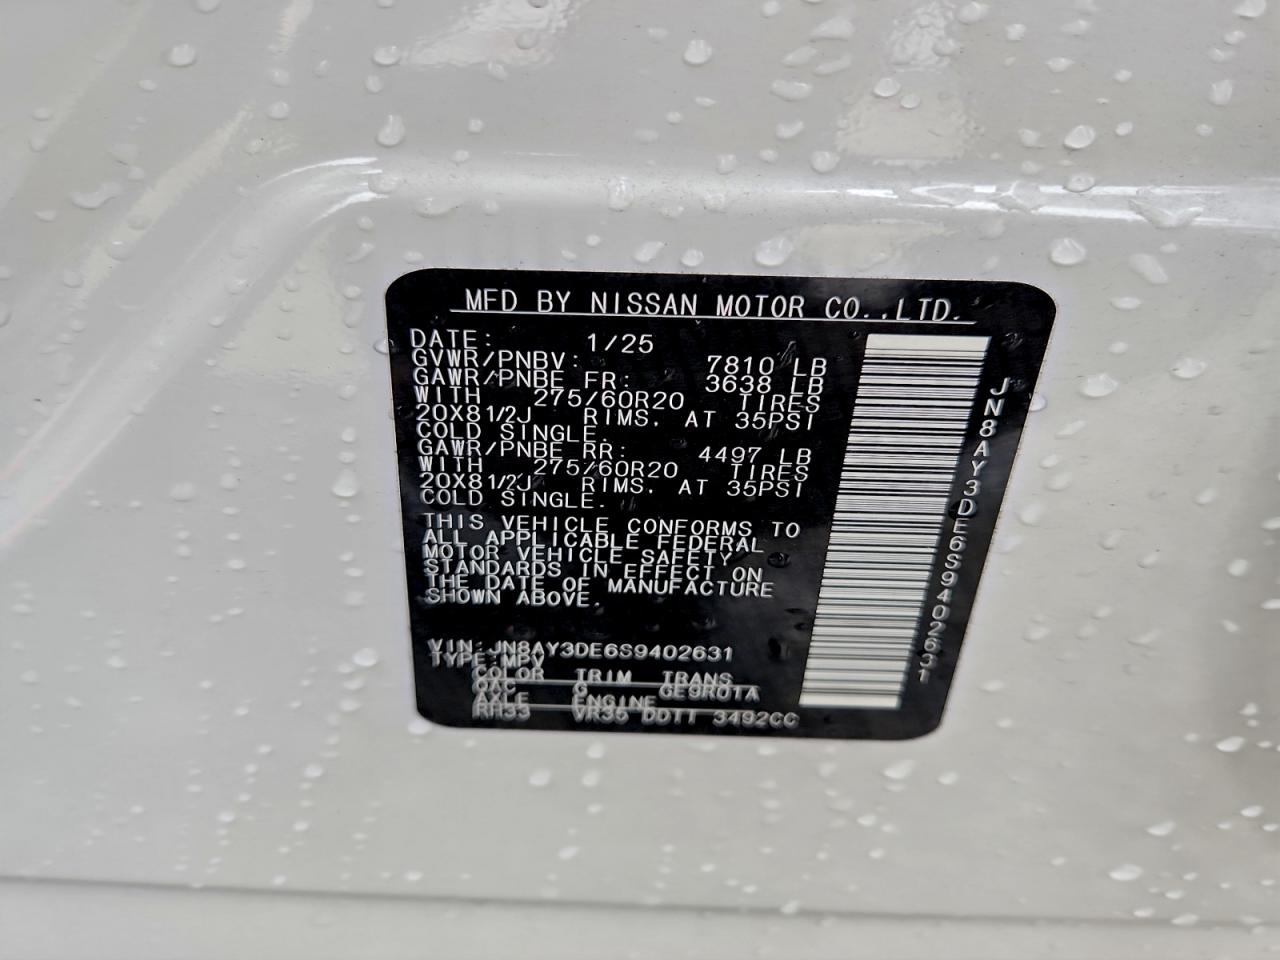 MFD BY NISSAN MOTOR CO.,LTD.
DATE: 1/25
GVWR/PNBV: 7810 LB
GAWR/PNBE FR: 3638 LB
WITH 275/60R20 TIRES
20X8 1/2J RIMS. AT 35PSI
COLD SINGLE.
GAWR/PNBE RR: 4497 LB
WITH 275/60R20 TIRES
20X8 1/2J RIMS. AT 35PSI
COLD SINGLE.
THIS VEHICLE CONFORMS TO
ALL APPLICABLE FEDERAL
MOTOR VEHICLE SAFETY
STANDARDS IN EFFECT ON
THE DATE OF MANUFACTURE
SHOWN ABOVE.
VIN: JN8AY3DE6S9402631
TYPE: MPV
COLOR TRIM TRANS
QAC G GE9R01A
AXLE ENGINE
RH33 VR35 DDTT 3492CC
JN8AY3DE6S9402631